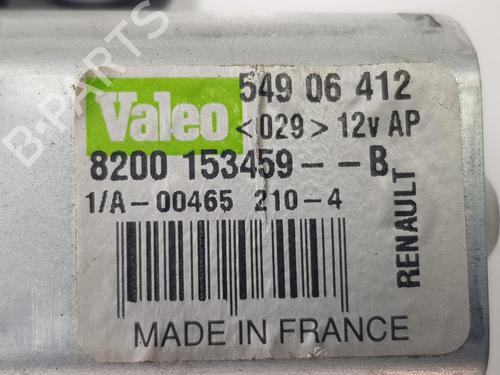 Valeo
549 06 412
<029> 12v AP
8200 153459--B
1/A-00465 210-4
RENAULT
MADE IN FRANCE
B-PARTS